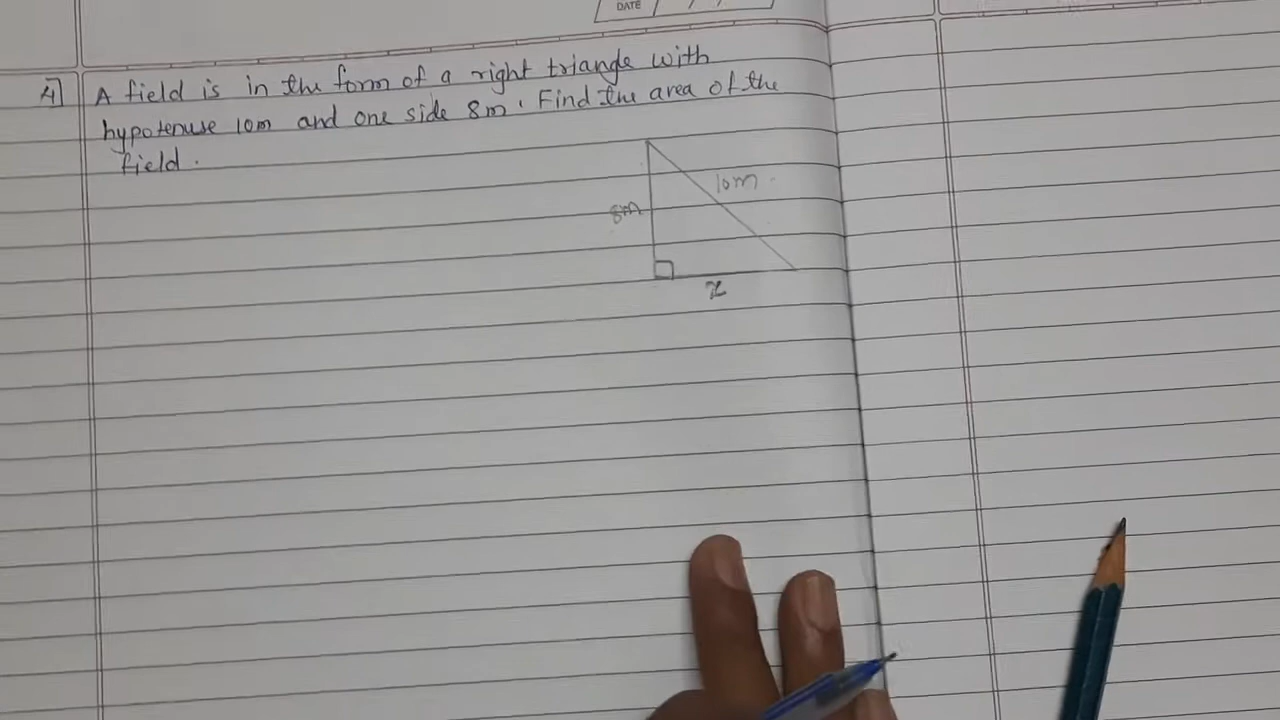 DATE / /
4] A field is in the form of a right triangle with
hypotenuse 10m and one side 8m. Find the area of the
field.
10m.
8m
x